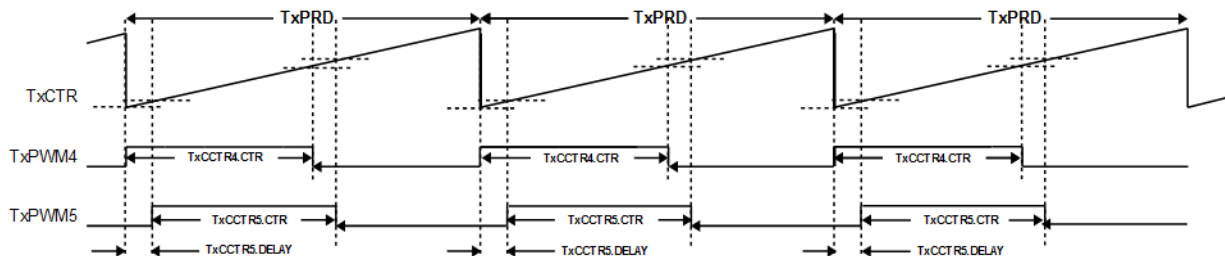 TxPRD TxPRD TxPRD
TxCTR
TxPWM4 TxCCTR4.CTR TxCCTR4.CTR TxCCTR4.CTR
TxPWM5 TxCCTR5.CTR TxCCTR5.CTR TxCCTR5.CTR
TxCCTR5.DELAY TxCCTR5.DELAY TxCCTR5.DELAY